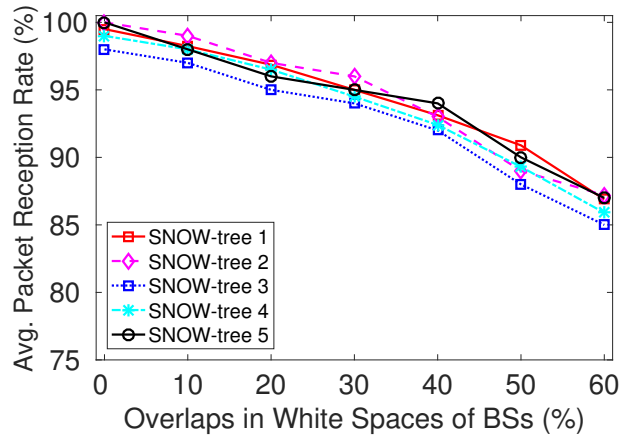 Avg. Packet Reception Rate (%)
100
95
90
85
80
75
SNOW-tree 1
SNOW-tree 2
SNOW-tree 3
SNOW-tree 4
SNOW-tree 5
0 10 20 30 40 50 60
Overlaps in White Spaces of BSs (%)